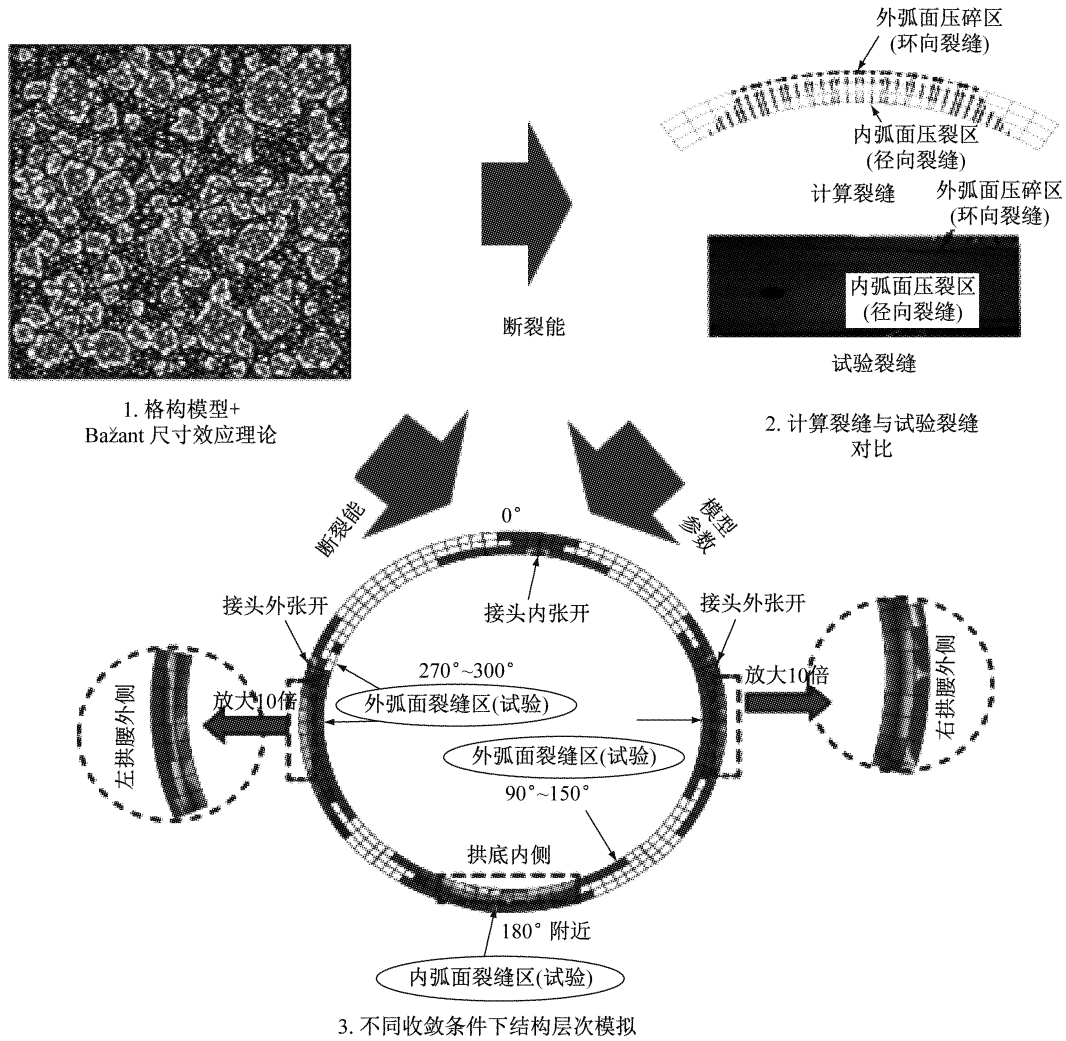 外弧面压碎区
(环向裂缝)
内弧面压裂区
(径向裂缝)
计算裂缝
外弧面压碎区
(环向裂缝)
内弧面压裂区
(径向裂缝)
试验裂缝
断裂能
1. 格构模型+
Bažant 尺寸效应理论
2. 计算裂缝与试验裂缝
对比
断裂能
模型
参数
0°
接头外张开
接头内张开
接头外张开
270°~300°
外弧面裂缝区(试验)
放大10倍
左拱腰外侧
放大10倍
右拱腰外侧
外弧面裂缝区(试验)
90°~150°
拱底内侧
180° 附近
内弧面裂缝区(试验)
3. 不同收敛条件下结构层次模拟